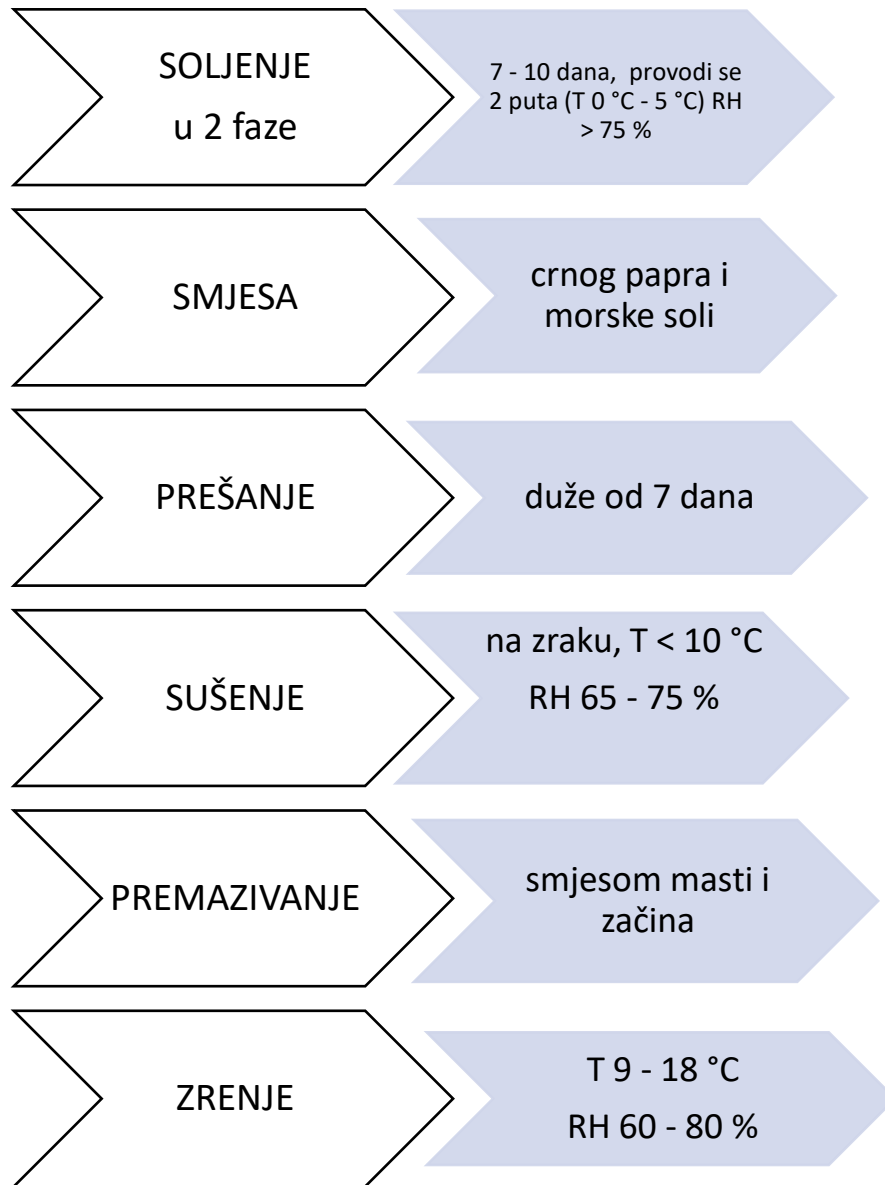 SOLJENJE
u 2 faze
7 - 10 dana, provodi se
2 puta (T 0 °C - 5 °C) RH
> 75 %
SMJESA
crnog papra i
morske soli
PREŠANJE
duže od 7 dana
SUŠENJE
na zraku, T < 10 °C
RH 65 - 75 %
PREMAZIVANJE
smjesom masti i
začina
ZRENJE
T 9 - 18 °C
RH 60 - 80 %